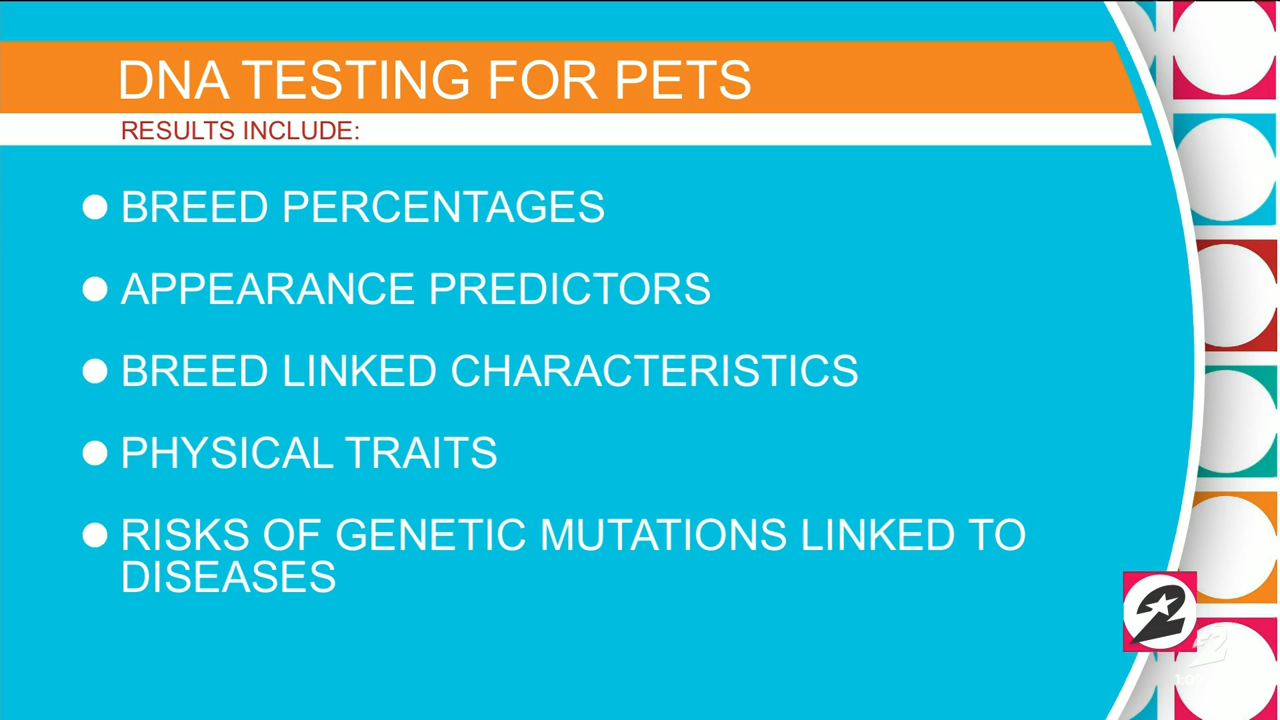 DNA TESTING FOR PETS
RESULTS INCLUDE:
BREED PERCENTAGES
APPEARANCE PREDICTORS
BREED LINKED CHARACTERISTICS
PHYSICAL TRAITS
RISKS OF GENETIC MUTATIONS LINKED TO
DISEASES
2
2